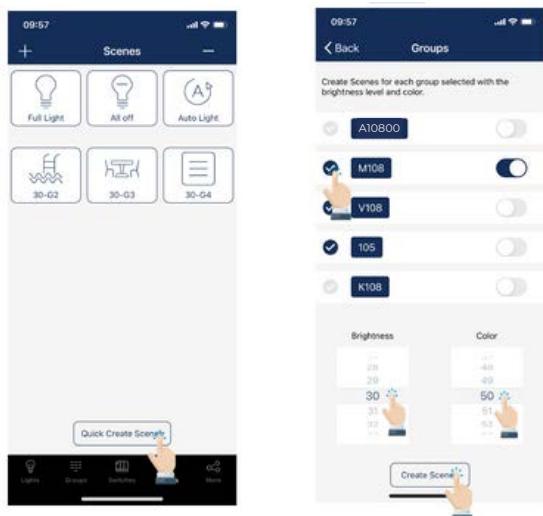 09:57
Scenes
Full Light
All off
Auto Light
30-G2
30-G3
30-G4
Quick Create Scenes
Lights
Groups
Switches
More
09:57
Back
Groups
Create Scenes for each group selected with the
brightness level and color.
A10800
M108
V108
105
K108
Brightness
Color
28
48
29
49
30
50
31
51
32
Create Scene